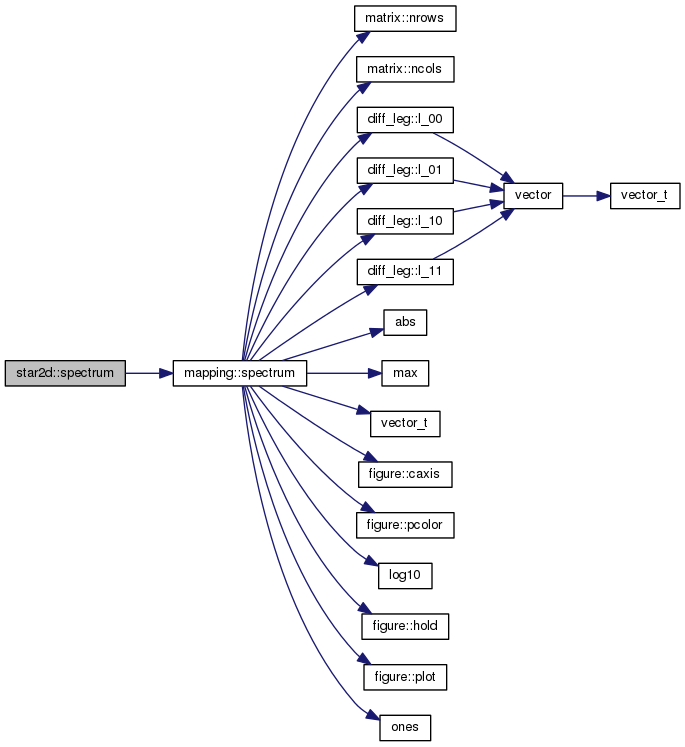 matrix::nrows
matrix::ncols
diff_leg::l_00
diff_leg::l_01
vector
vector_t
diff_leg::l_10
diff_leg::l_11
abs
star2d::spectrum
mapping::spectrum
max
vector_t
figure::caxis
figure::pcolor
log10
figure::hold
figure::plot
ones